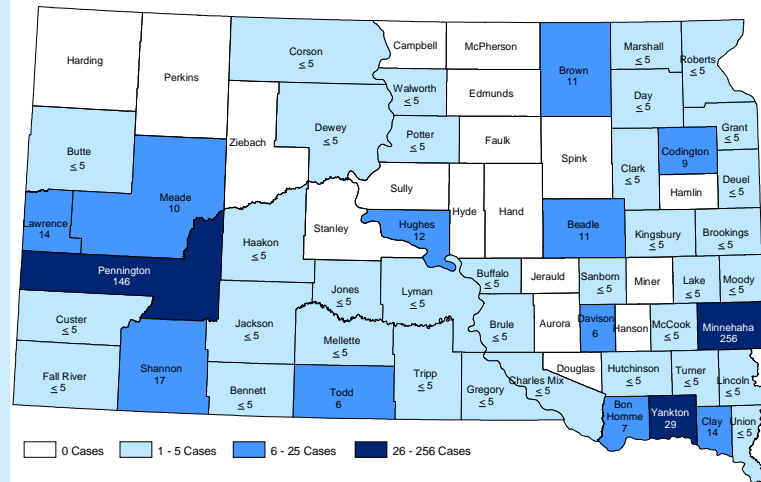 Harding
Perkins
Corson
≤ 5
Campbell
McPherson
Brown
11
Marshall
≤ 5
Roberts
≤ 5
Walworth
≤ 5
Edmunds
Day
≤ 5
Butte
≤ 5
Ziebach
Dewey
≤ 5
Potter
≤ 5
Faulk
Spink
Grant
≤ 5
Codington
9
Clark
≤ 5
Deuel
≤ 5
Hamlin
Meade
10
Sully
Hyde
Hand
Lawrence
14
Stanley
Hughes
12
Beadle
11
Kingsbury
≤ 5
Brookings
≤ 5
Haakon
≤ 5
Pennington
146
Buffalo
≤ 5
Jerauld
Sanborn
≤ 5
Miner
Lake
≤ 5
Moody
≤ 5
Jones
≤ 5
Lyman
≤ 5
Custer
≤ 5
Jackson
≤ 5
Brule
≤ 5
Aurora
Davison
6
Hanson
McCook
≤ 5
Minnehaha
256
Mellette
≤ 5
Fall River
≤ 5
Shannon
17
Tripp
≤ 5
Gregory
≤ 5
Charles Mix
≤ 5
Douglas
Hutchinson
≤ 5
Turner
≤ 5
Lincoln
≤ 5
Bennett
≤ 5
Todd
6
Bon
Homme
7
Yankton
29
Clay
14
Union
≤ 5
0 Cases
1 - 5 Cases
6 - 25 Cases
26 - 256 Cases